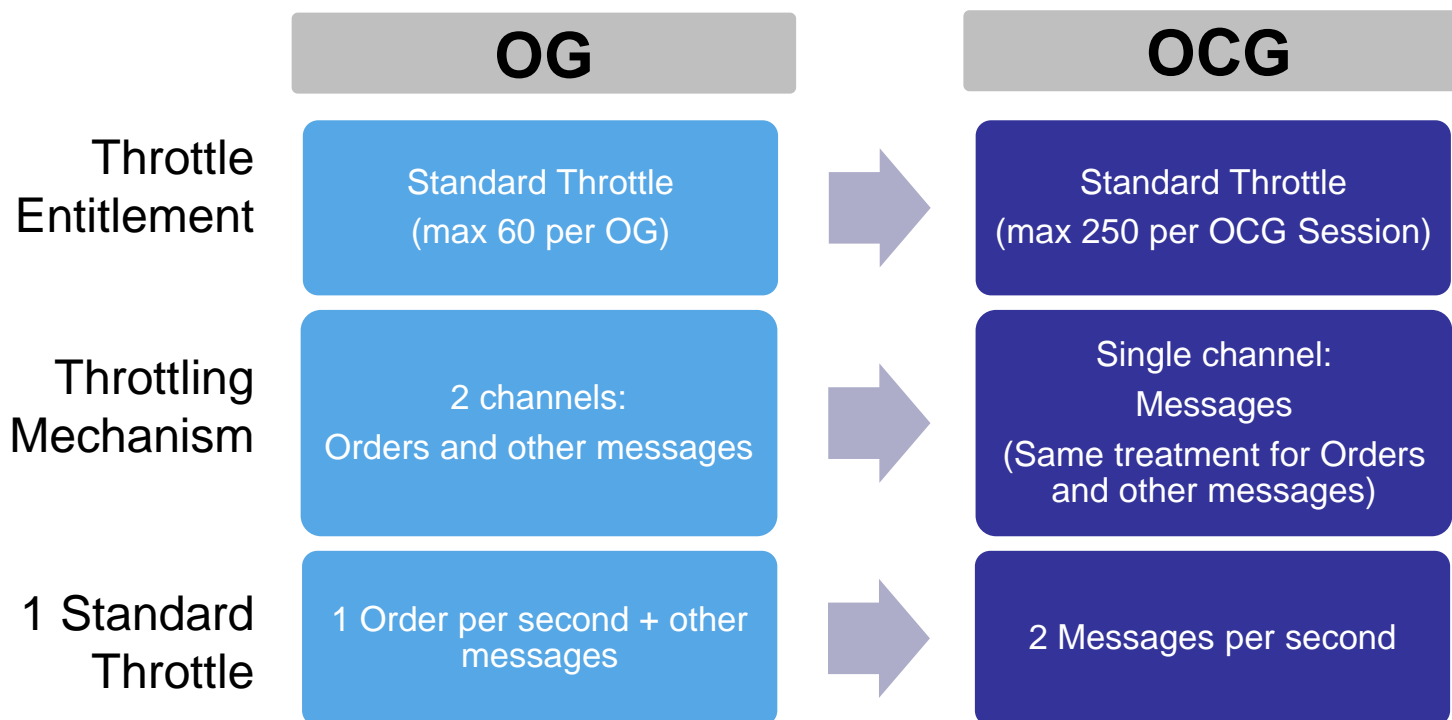 OG
OCG
Throttle
Entitlement
Standard Throttle
(max 60 per OG)
Standard Throttle
(max 250 per OCG Session)
Throttling
Mechanism
2 channels:
Orders and other messages
Single channel:
Messages
(Same treatment for Orders
and other messages)
1 Standard
Throttle
1 Order per second + other
messages
2 Messages per second